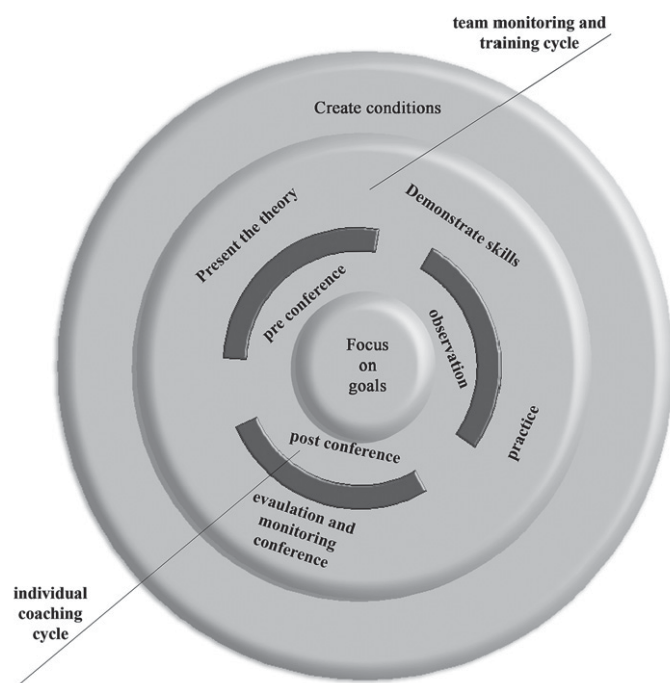 team monitoring and
training cycle
Create conditions
Present the theory
Demonstrate skills
pre conference
observation
Focus
on
goals
practice
post conference
evaulation and
monitoring
conference
individual
coaching
cycle